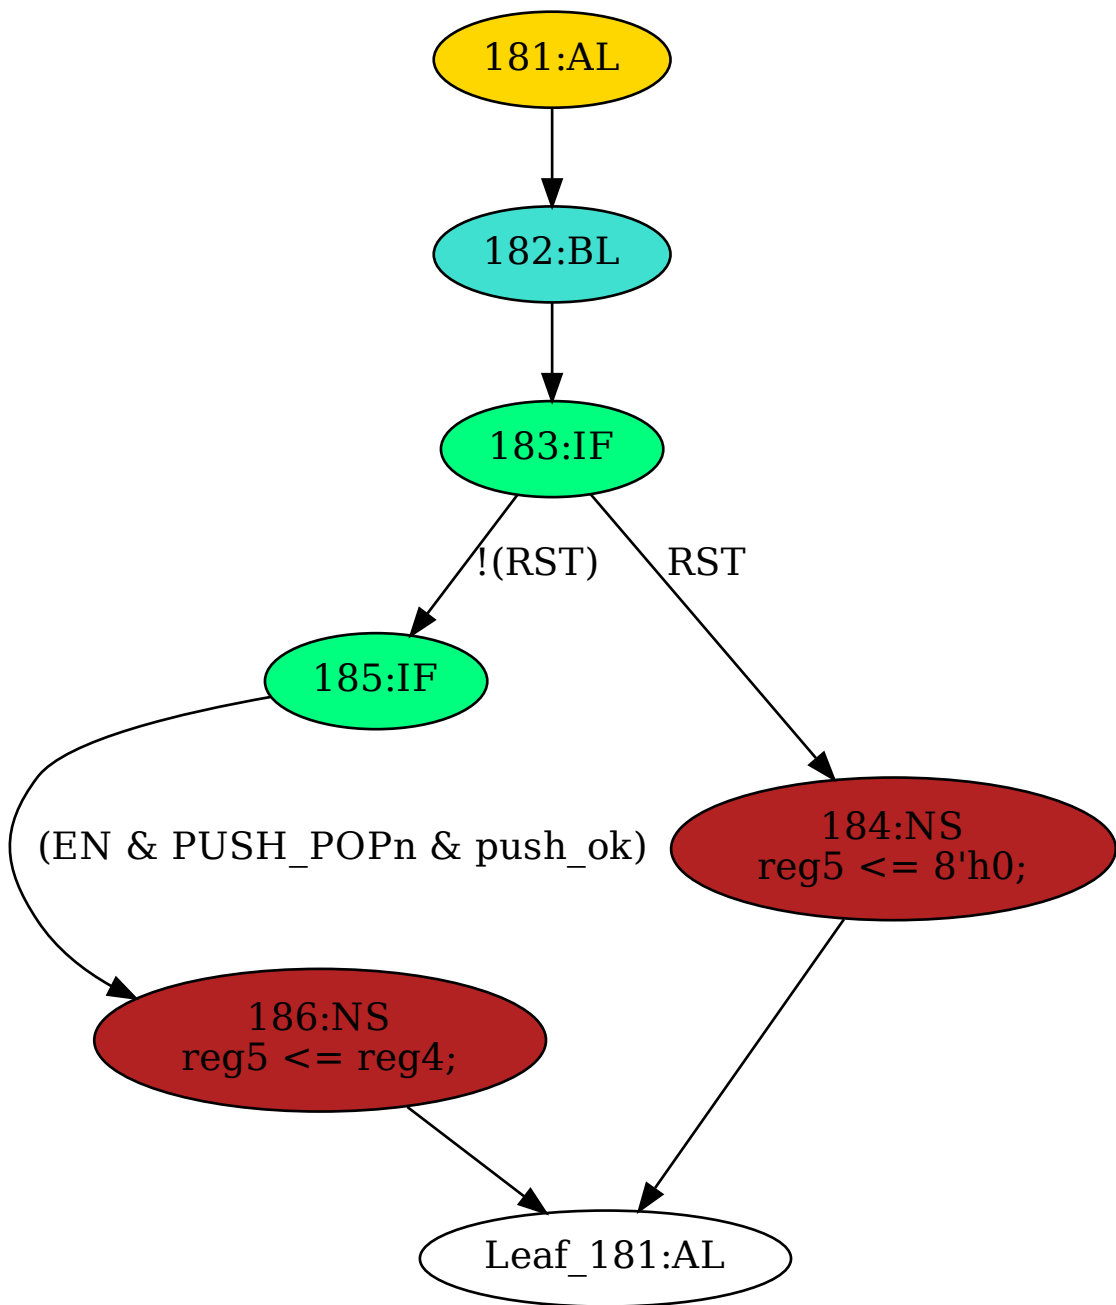 181:AL
182:BL
183:IF
!(RST)
RST
185:IF
(EN & PUSH_POPn & push_ok)
184:NS
reg5 <= 8'h0;
186:NS
reg5 <= reg4;
Leaf_181:AL